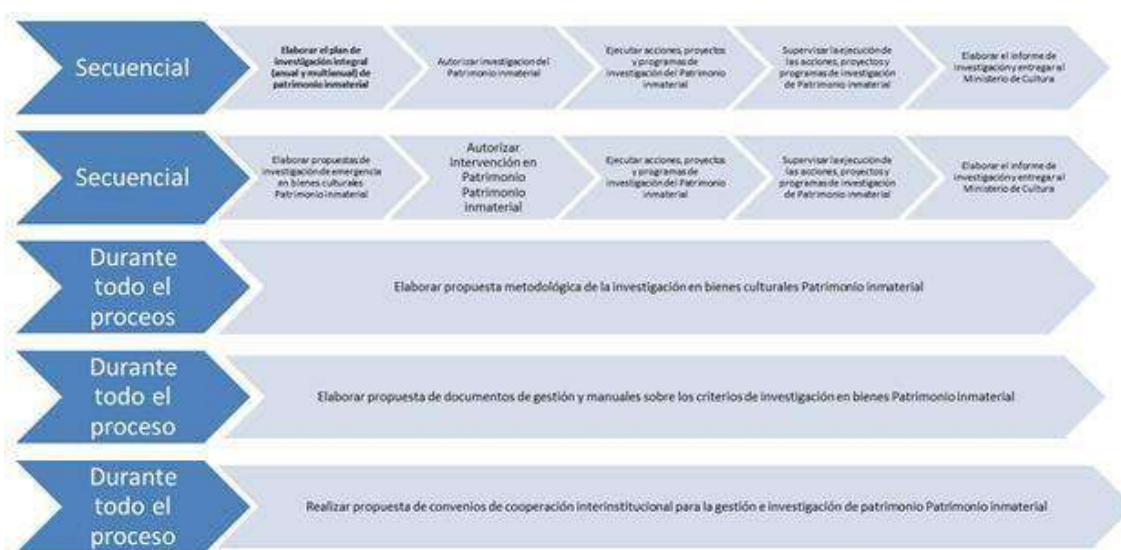 Secuencial
Elaborar el plan de
investigación integral
(anual y multianual) de
patrimonio inmaterial
Autorizar investigacion del
Patrimonio inmaterial
Ejecutar acciones, proyectos
y programas de
investigación del Patrimonio
inmaterial
Supervisar la ejecución de
las acciones, proyectos y
programas de investigación
de Patrimonio inmaterial
Elaborar el informe de
investigación y entregar al
Ministerio de Cultura
Secuencial
Elaborar propuestas de
investigación de emergencia
en bienes culturales
Patrimonio inmaterial
Autorizar
Intervención en
Patrimonio
Patrimonio
inmaterial
Ejecutar acciones, proyectos
y programas de
investigación del Patrimonio
inmaterial
Supervisar la ejecución de
las acciones, proyectos y
programas de investigación
de Patrimonio inmaterial
Elaborar el informe de
investigación y entregar al
Ministerio de Cultura
Durante
todo el
proceos
Elaborar propuesta metodológica de la investigación en bienes culturales Patrimonio inmaterial
Durante
todo el
proceso
Elaborar propuesta de documentos de gestión y manuales sobre los criterios de investigación en bienes Patrimonio inmaterial
Durante
todo el
proceso
Realizar propuesta de convenios de cooperación interinstitucional para la gestión e investigación de patrimonio Patrimonio inmaterial